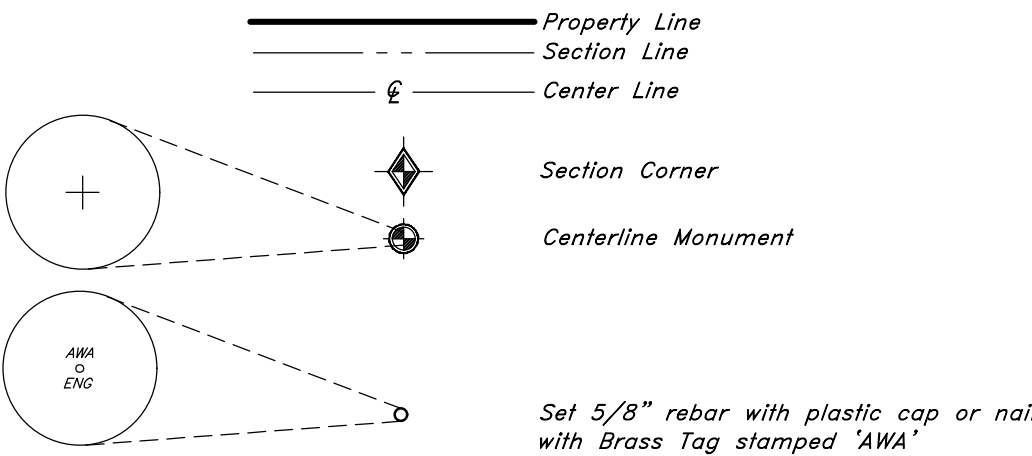 Property Line
Section Line
℄ Center Line
Section Corner
Centerline Monument
AWA
ENG
Set 5/8" rebar with plastic cap or nai
with Brass Tag stamped 'AWA'